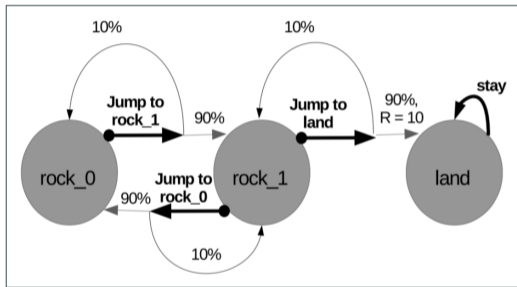 10%
10%
Jump to
rock_1
90%
Jump to
land
90%,
R = 10
stay
rock_0
rock_1
land
90%
Jump to
rock_0
10%